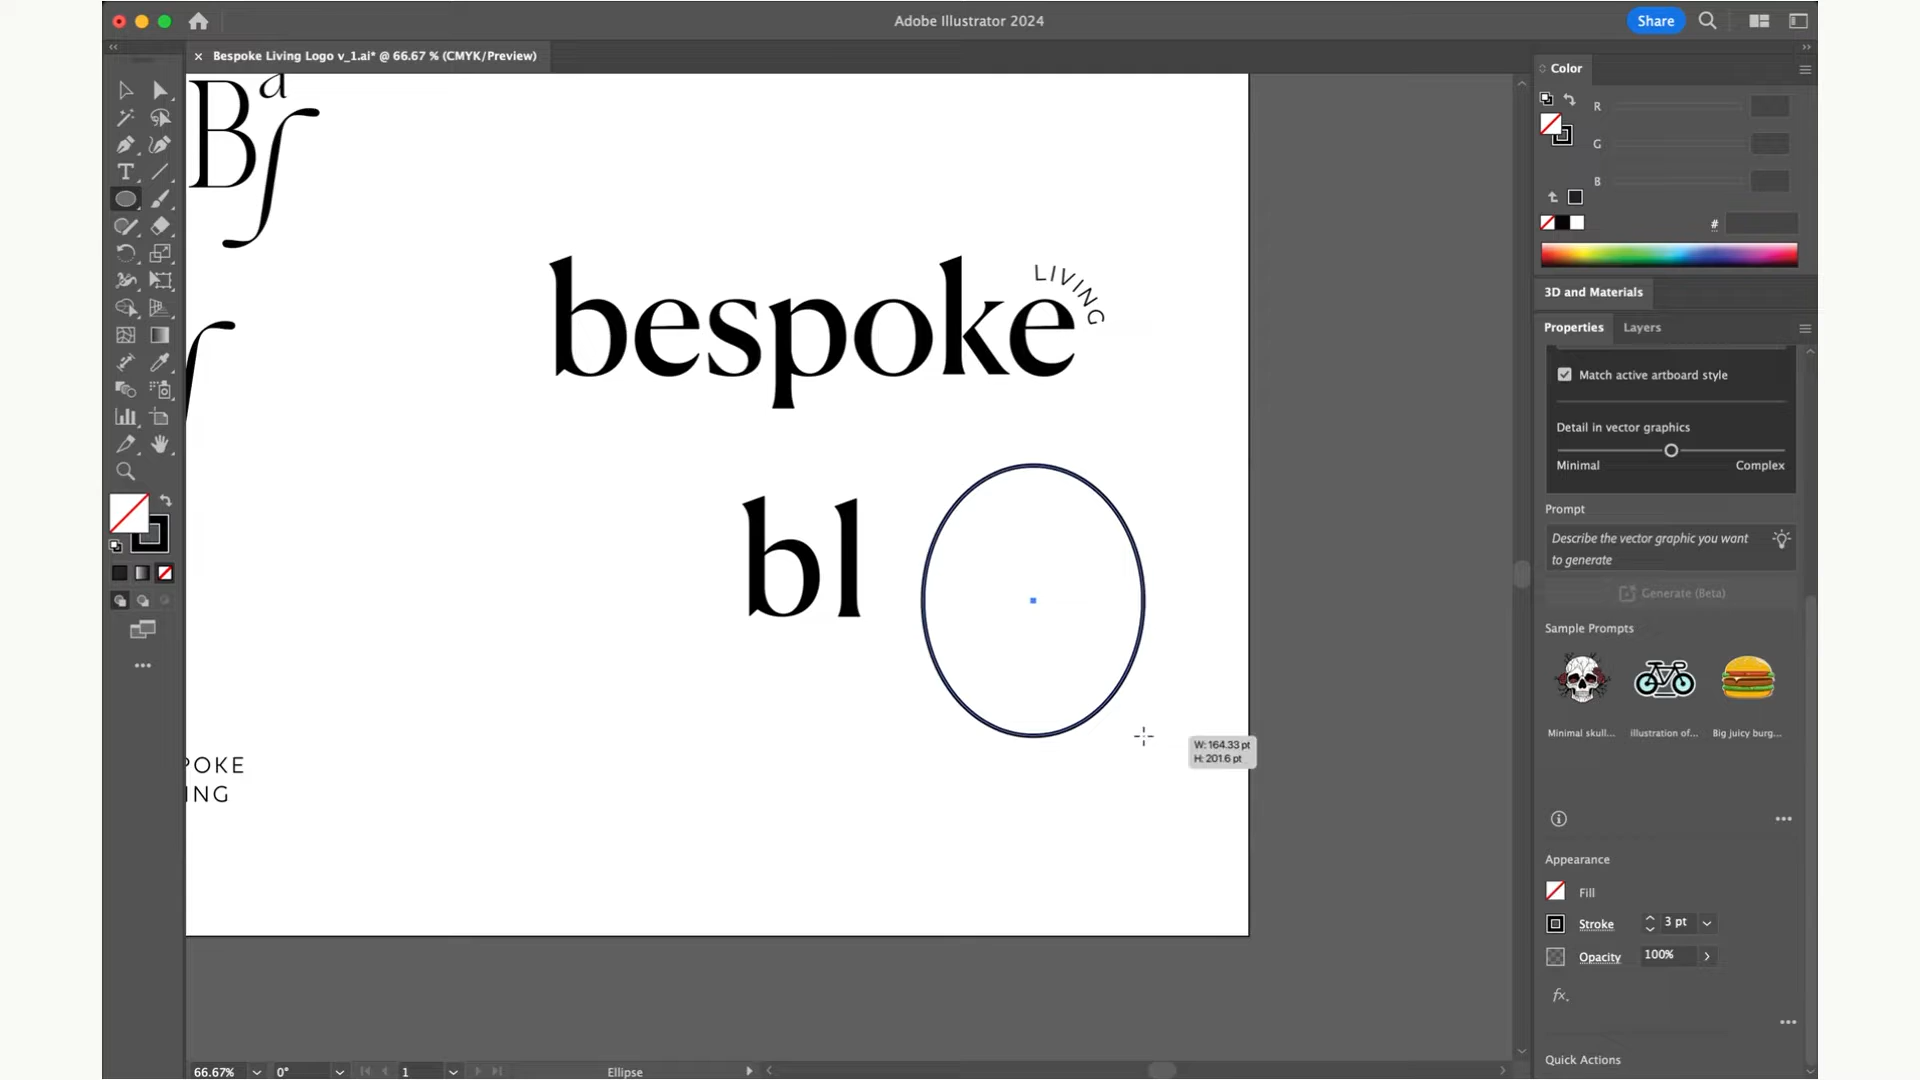 Adobe Illustrator 2024
Share
Bespoke Living Logo v_1.ai* @ 66.67 % (CMYK/Preview)
a
B
bespoke
LIVING
bl
W: 164.33 pt
H: 201.6 pt
POKE
ING
Color
R
G
B
#
3D and Materials
Properties
Layers
Match active artboard style
Detail in vector graphics
Minimal
Complex
Prompt
Describe the vector graphic you want
to generate
Generate (Beta)
Sample Prompts
Minimal skull...
illustration of...
Big juicy burg...
Appearance
Fill
Stroke
3 pt
Opacity
100%
fx.
Quick Actions
66.67%
0°
1
Ellipse